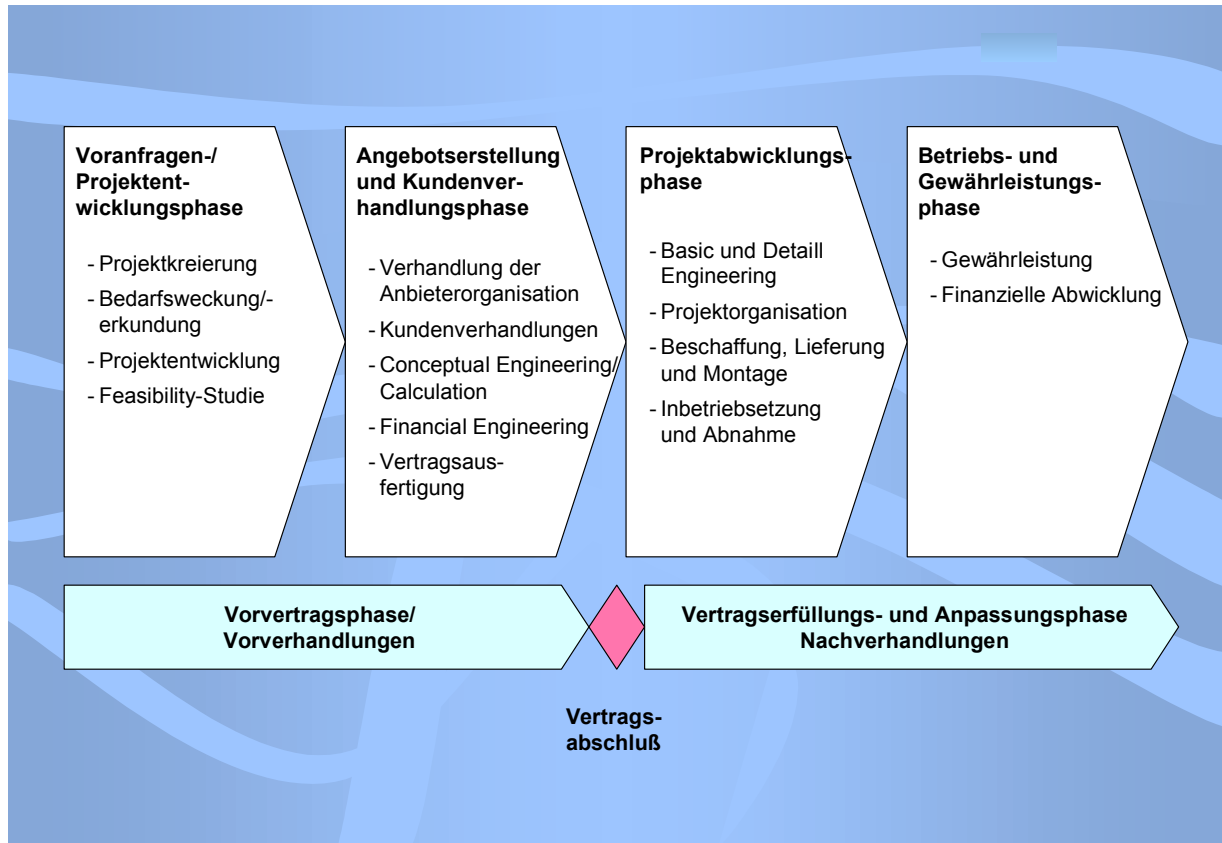 Voranfragen-/
Projektent-
wicklungsphase
- Projektkreierung
- Bedarfsweckung/-
erkundung
- Projektentwicklung
- Feasibility-Studie
Angebotserstellung
und Kundenver-
handlungsphase
- Verhandlung der
Anbieterorganisation
- Kundenverhandlungen
- Conceptual Engineering/
Calculation
- Financial Engineering
- Vertragsaus-
fertigung
Projektabwicklungs-
phase
- Basic und Detaill
Engineering
- Projektorganisation
- Beschaffung, Lieferung
und Montage
- Inbetriebsetzung
und Abnahme
Betriebs- und
Gewährleistungs-
phase
- Gewährleistung
- Finanzielle Abwicklung
Vorvertragsphase/
Vorverhandlungen
Vertragserfüllungs- und Anpassungsphase
Nachverhandlungen
Vertrags-
abschluß